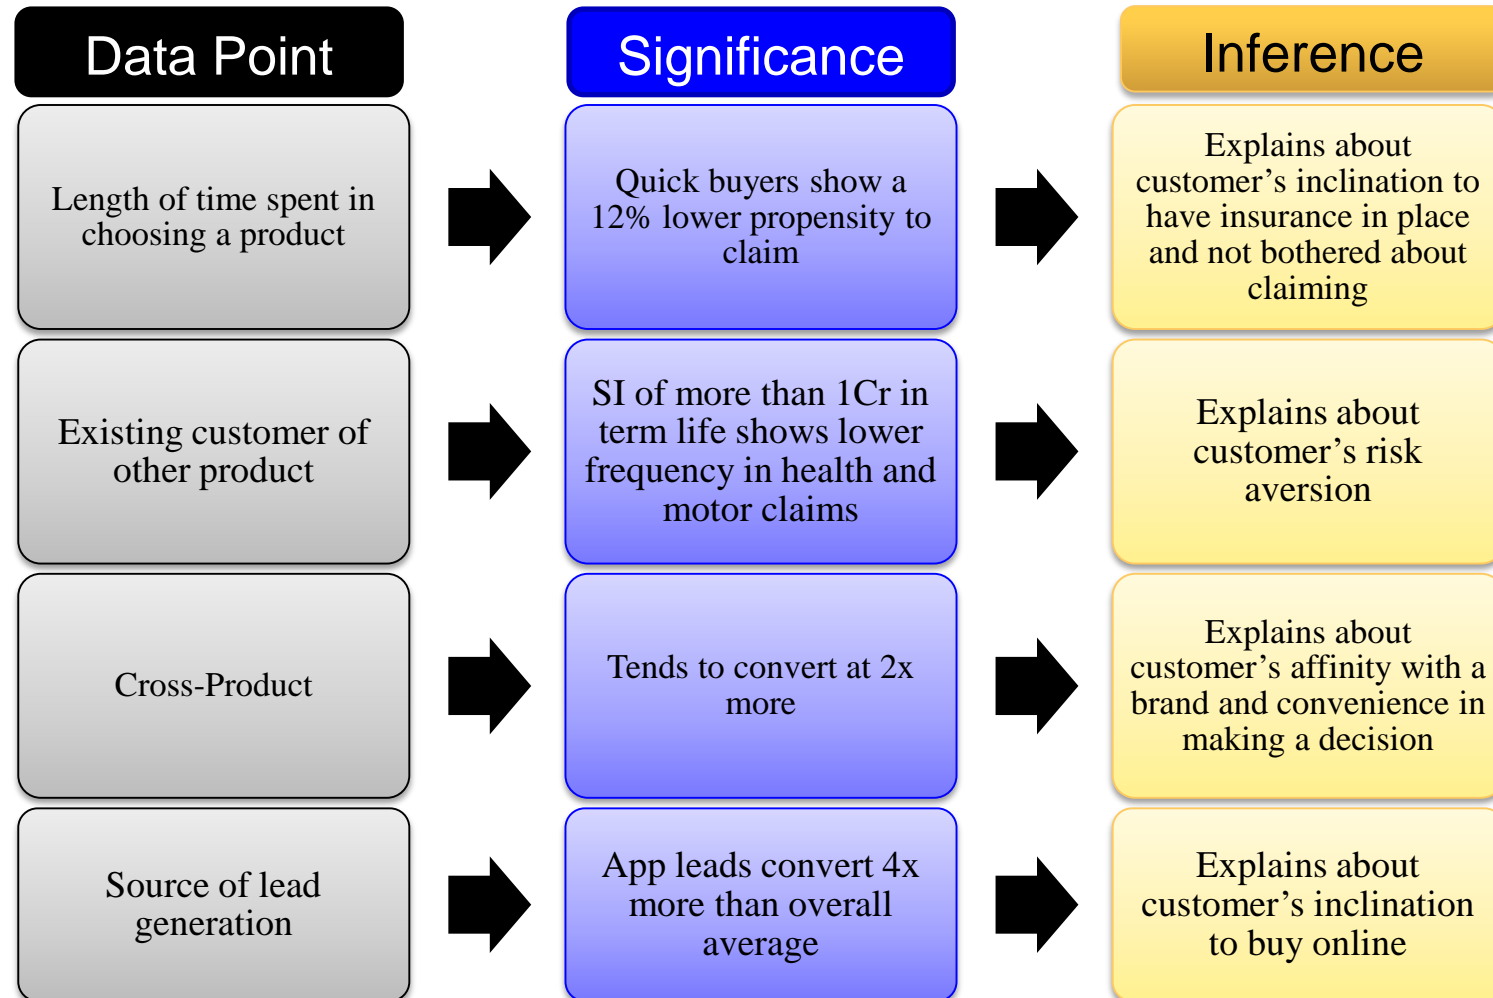 Data Point
Significance
Inference
Length of time spent in
choosing a product
Quick buyers show a
12% lower propensity to
claim
Explains about
customer’s inclination to
have insurance in place
and not bothered about
claiming
Existing customer of
other product
SI of more than 1Cr in
term life shows lower
frequency in health and
motor claims
Explains about
customer’s risk
aversion
Cross-Product
Tends to convert at 2x
more
Explains about
customer’s affinity with a
brand and convenience in
making a decision
Source of lead
generation
App leads convert 4x
more than overall
average
Explains about
customer’s inclination
to buy online